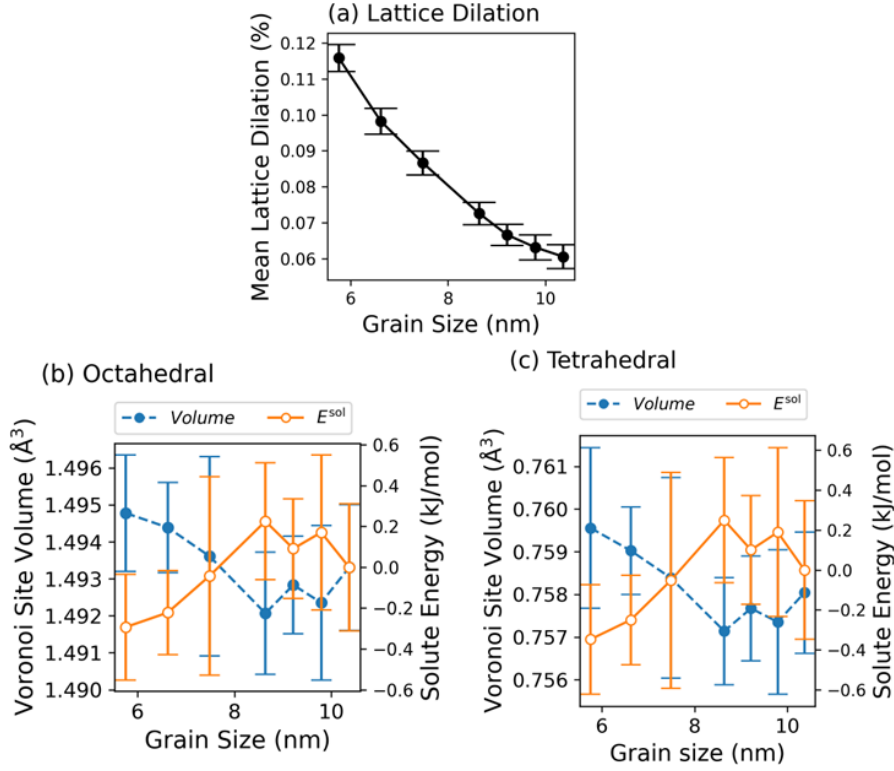 (a) Lattice Dilation
Mean Lattice Dilation (%)
0.12
0.11
0.10
0.09
0.08
0.07
0.06
6
8
10
Grain Size (nm)
(b) Octahedral
Volume
E^sol
Voronoi Site Volume (Å³)
1.496
1.495
1.494
1.493
1.492
1.491
1.490
0.6
0.4
0.2
0.0
−0.2
−0.4
−0.6
Solute Energy (kJ/mol)
6
8
10
Grain Size (nm)
(c) Tetrahedral
Volume
E^sol
Voronoi Site Volume (Å³)
0.761
0.760
0.759
0.758
0.757
0.756
0.6
0.4
0.2
0.0
−0.2
−0.4
−0.6
Solute Energy (kJ/mol)
6
8
10
Grain size (nm)